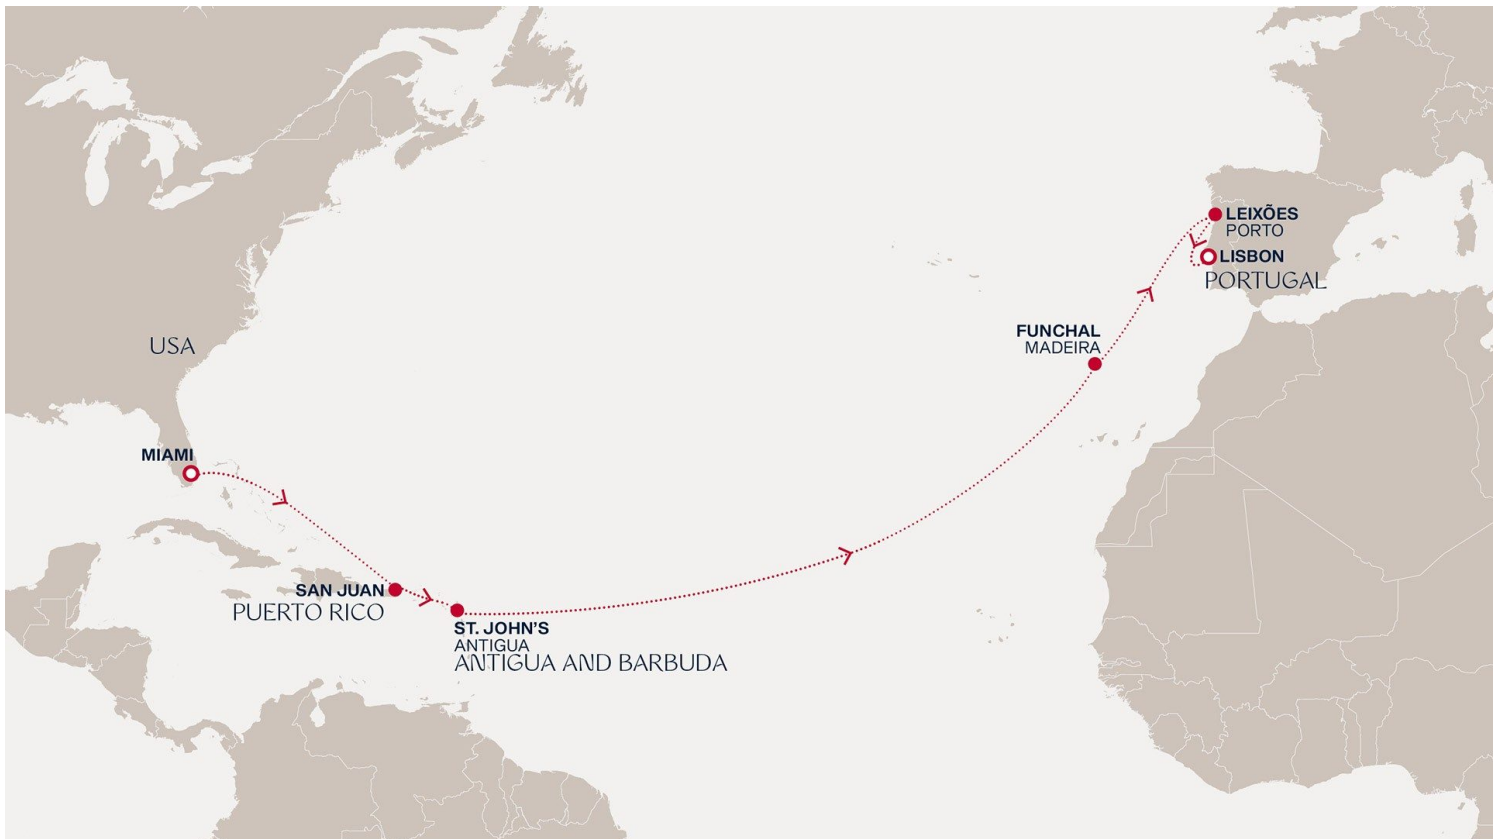 USA
MIAMI
SAN JUAN
PUERTO RICO
ST. JOHN'S
ANTIGUA
ANTIGUA AND BARBUDA
FUNCHAL
MADEIRA
LEIXÕES
PORTO
LISBON
PORTUGAL